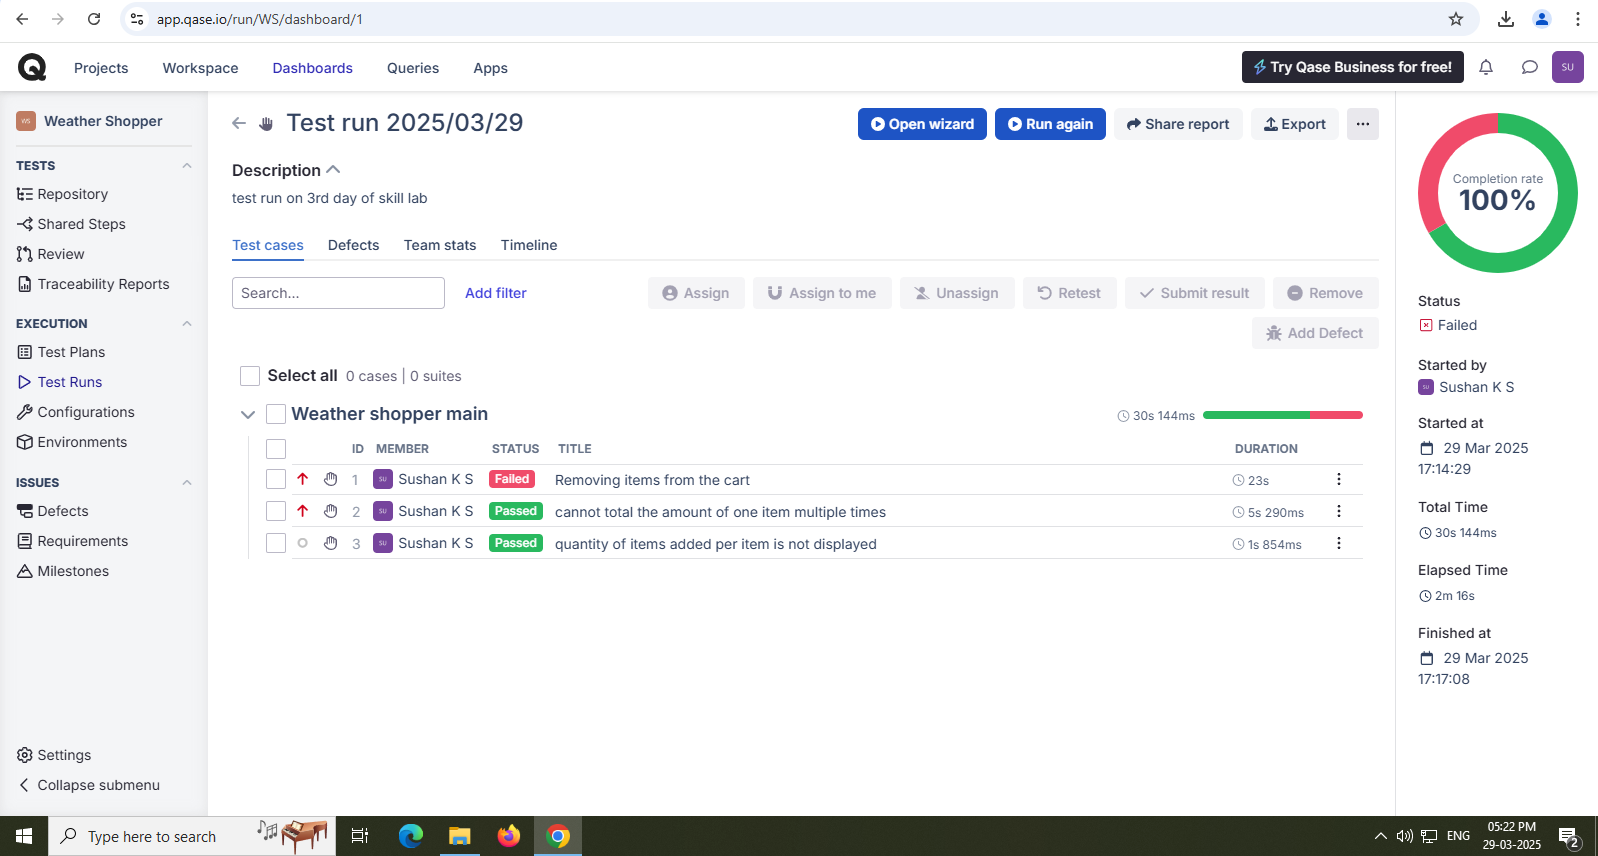 app.qase.io/run/WS/dashboard/1
Projects
Workspace
Dashboards
Queries
Apps
Try Qase Business for free!
SU
WS
Weather Shopper
TESTS
Repository
Shared Steps
Review
Traceability Reports
EXECUTION
Test Plans
Test Runs
Configurations
Environments
ISSUES
Defects
Requirements
Milestones
Settings
Collapse submenu
Test run 2025/03/29
Open wizard
Run again
Share report
Export
Description
test run on 3rd day of skill lab
Test cases
Defects
Team stats
Timeline
Search...
Add filter
Assign
Assign to me
Unassign
Retest
Submit result
Remove
Add Defect
Select all 0 cases | 0 suites
Weather shopper main
30s 144ms
ID MEMBER STATUS TITLE DURATION
1 SU Sushan K S Failed Removing items from the cart 23s
2 SU Sushan K S Passed cannot total the amount of one item multiple times 5s 290ms
3 SU Sushan K S Passed quantity of items added per item is not displayed 1s 854ms
Completion rate
100%
Status
Failed
Started by
SU Sushan K S
Started at
29 Mar 2025
17:14:29
Total Time
30s 144ms
Elapsed Time
2m 16s
Finished at
29 Mar 2025
17:17:08
Type here to search
ENG
05:22 PM
29-03-2025
2